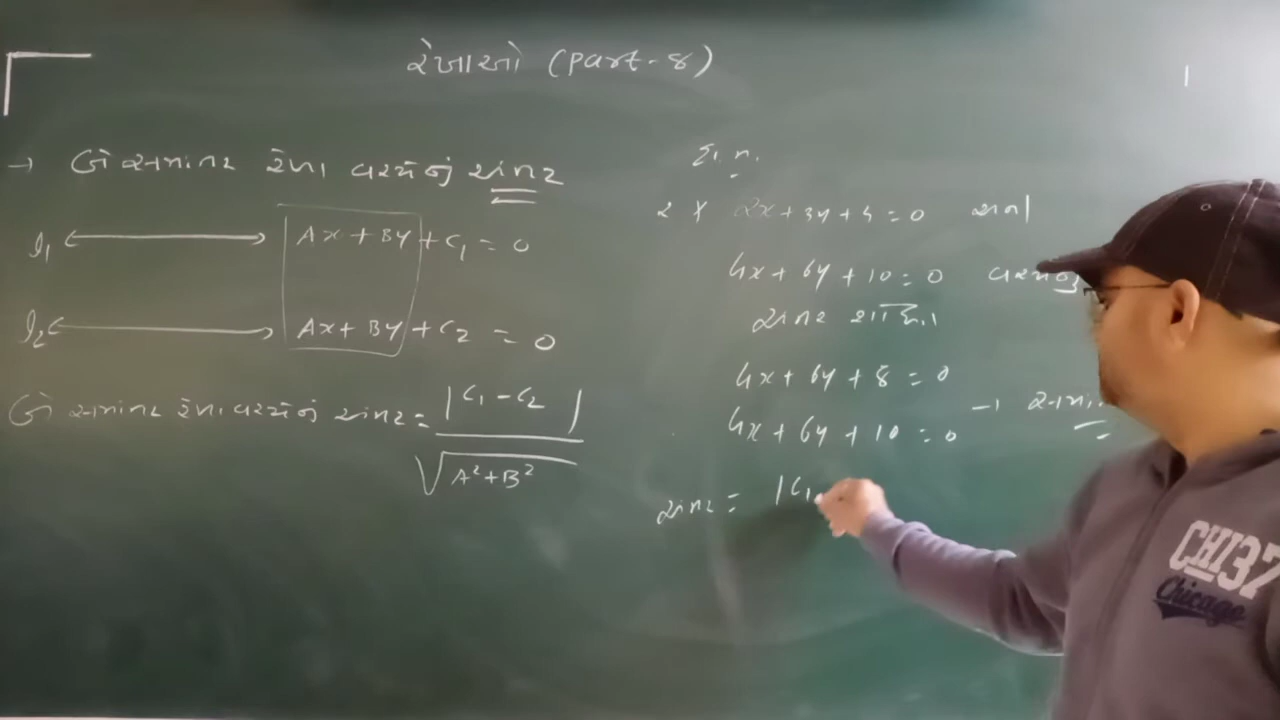 રેખાઓ (part-8)
1
→ બે સમાંતર રેખા વચ્ચેનું અંતર
l₁ Ax + By + C₁ = 0
l₂ Ax + By + C₂ = 0
બે સમાંતર રેખા વચ્ચેનું અંતર = |C₁ - C₂|
√A² + B²
ઉ.દા.
2 × 2x + 3y + 4 = 0 અને
4x + 6y + 10 = 0 વચ્ચેનું
અંતર શોધો
4x + 6y + 8 = 0
4x + 6y + 10 = 0
અંતર = |C₁
CHI37
Chicago